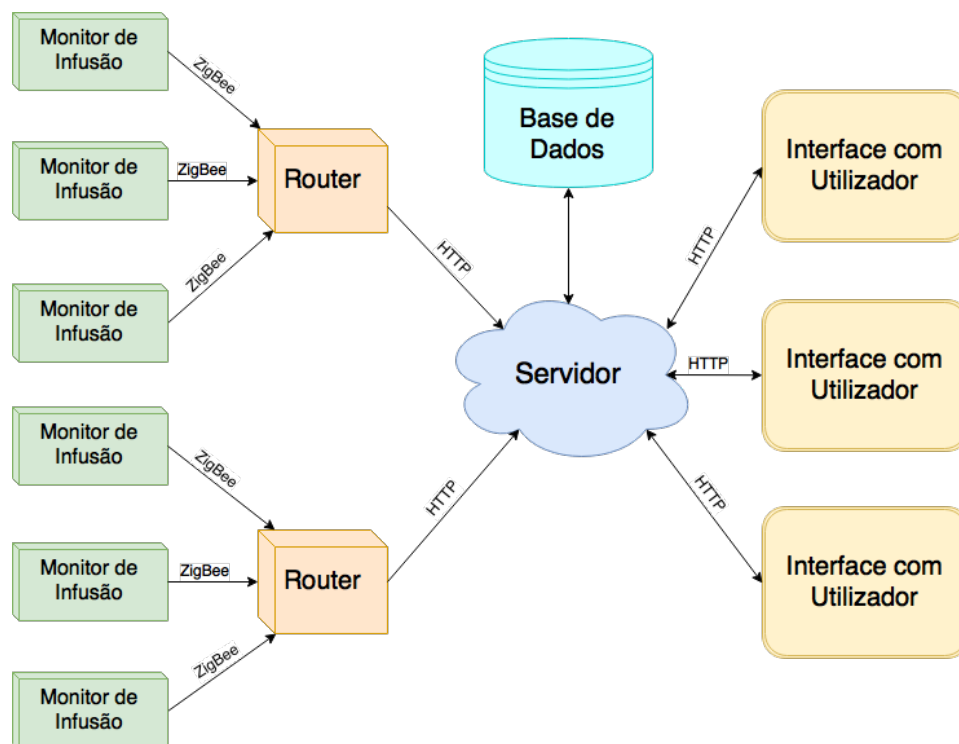 Monitor de
Infusão
ZigBee
Monitor de
Infusão
ZigBee
Monitor de
Infusão
ZigBee
Router
HTTP
Monitor de
Infusão
ZigBee
Monitor de
Infusão
ZigBee
Monitor de
Infusão
ZigBee
Router
HTTP
Base de
Dados
Servidor
HTTP
Interface com
Utilizador
HTTP
Interface com
Utilizador
HTTP
Interface com
Utilizador